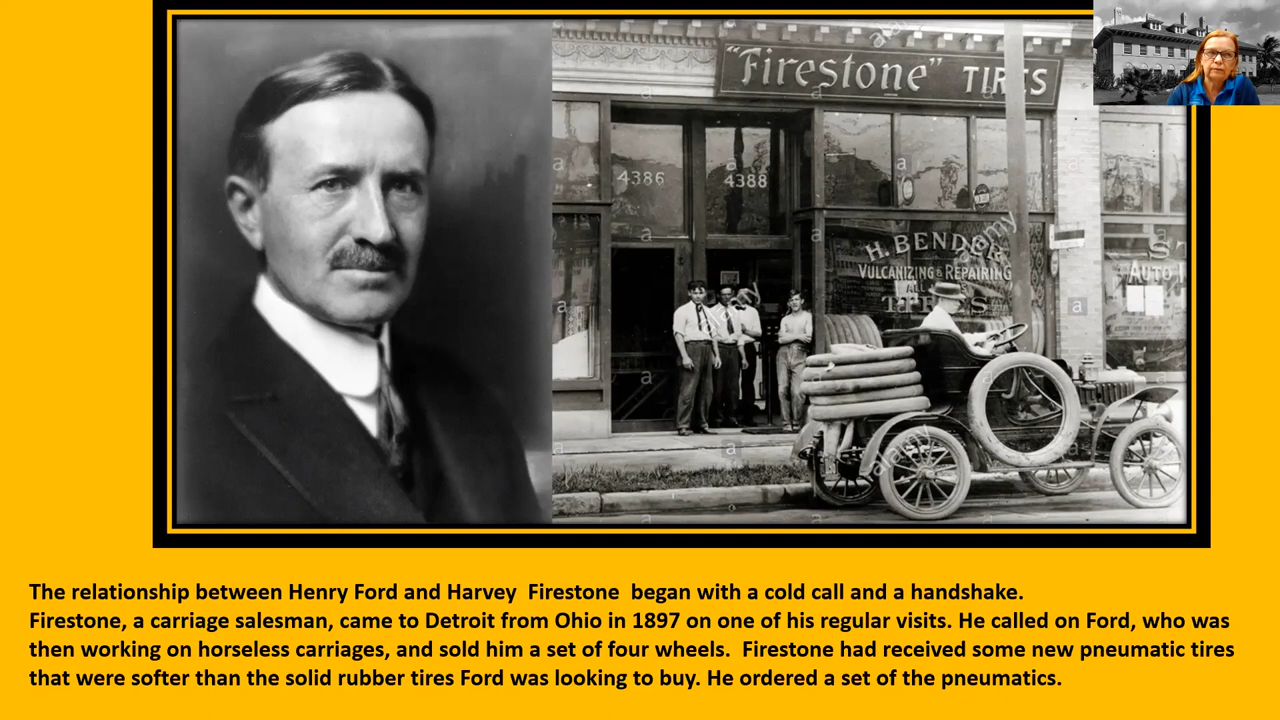 "Firestone" TIRES
4386
4388
H. BENDOR
VULCANIZING & REPAIRING
ALL
TIRES
AUTO
The relationship between Henry Ford and Harvey  Firestone  began with a cold call and a handshake.
Firestone, a carriage salesman, came to Detroit from Ohio in 1897 on one of his regular visits. He called on Ford, who was
then working on horseless carriages, and sold him a set of four wheels.  Firestone had received some new pneumatic tires
that were softer than the solid rubber tires Ford was looking to buy. He ordered a set of the pneumatics.